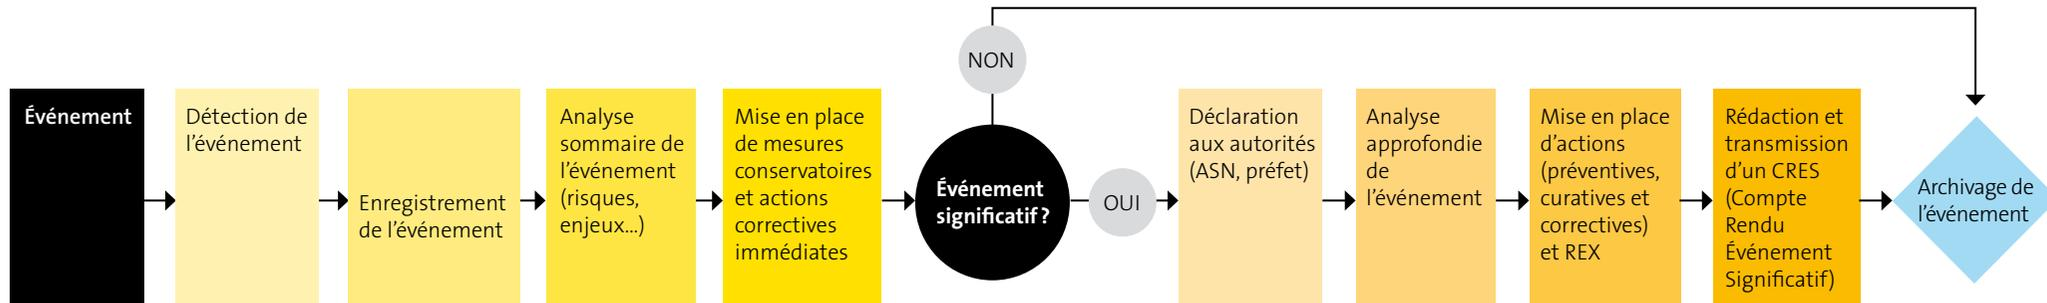 Événement
Détection de
l’événement
Enregistrement
de l’événement
Analyse
sommaire de
l’événement
(risques,
enjeux…)
Mise en place
de mesures
conservatoires
et actions
correctives
immédiates
NON
Événement
significatif ?
OUI
Déclaration
aux autorités
(ASN, préfet)
Analyse
approfondie
de
l’événement
Mise en place
d’actions
(préventives,
curatives et
correctives)
et REX
Rédaction et
transmission
d’un CRES
(Compte
Rendu
Événement
Significatif)
Archivage de
l’événement